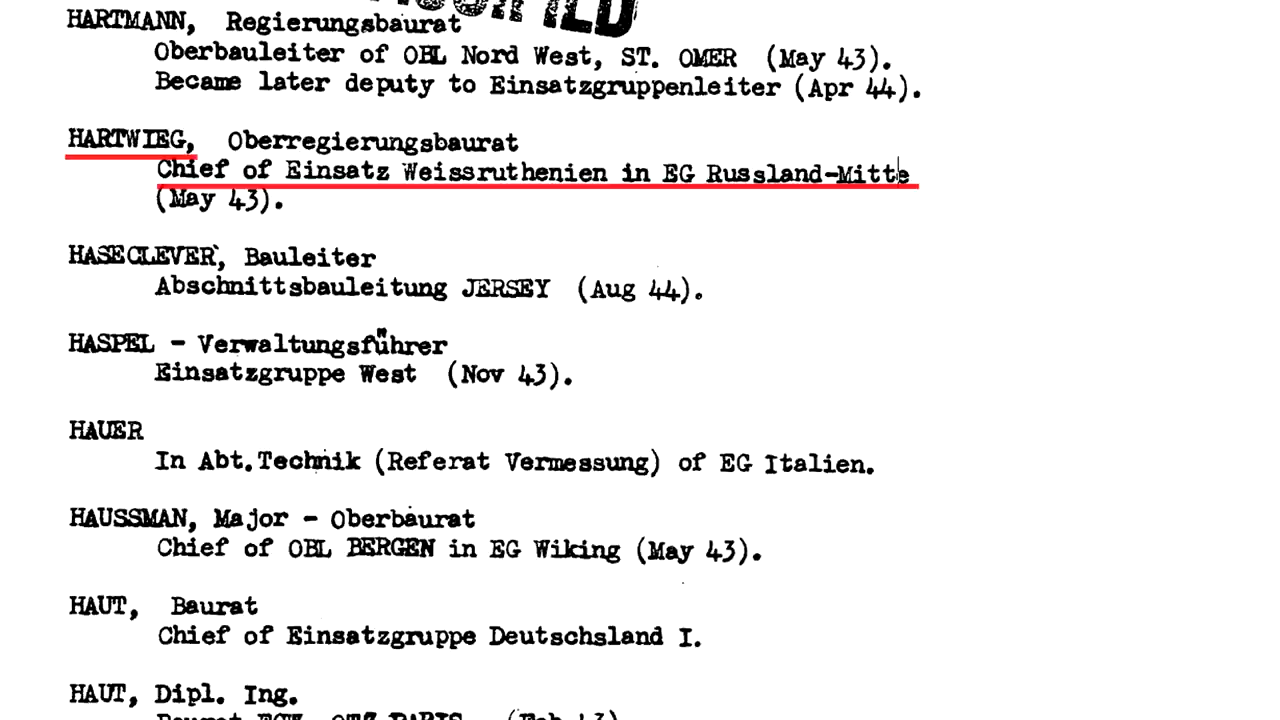 HARTMANN, Regierungsbaurat
Oberbauleiter of OBL Nord West, ST. OMER (May 43).
Became later deputy to Einsatzgruppenleiter (Apr 44).
HARTWIEG, Oberregierungsbaurat
Chief of Einsatz Weissruthenien in EG Russland-Mitte
(May 43).
HASECLEVER, Bauleiter
Abschnittsbauleitung JERSEY (Aug 44).
HASPEL - Verwaltungsführer
Einsatzgruppe West (Nov 43).
HAUER
In Abt.Technik (Referat Vermessung) of EG Italien.
HAUSSMAN, Major - Oberbaurat
Chief of OBL BERGEN in EG Wiking (May 43).
HAUT, Baurat
Chief of Einsatzgruppe Deutschsland I.
HAUT, Dipl. Ing.